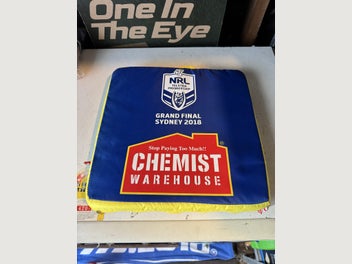 One In
The Eye
NRL
GRAND FINAL
SYDNEY 2018
Stop Paying Too Much!!
CHEMIST
WAREHOUSE